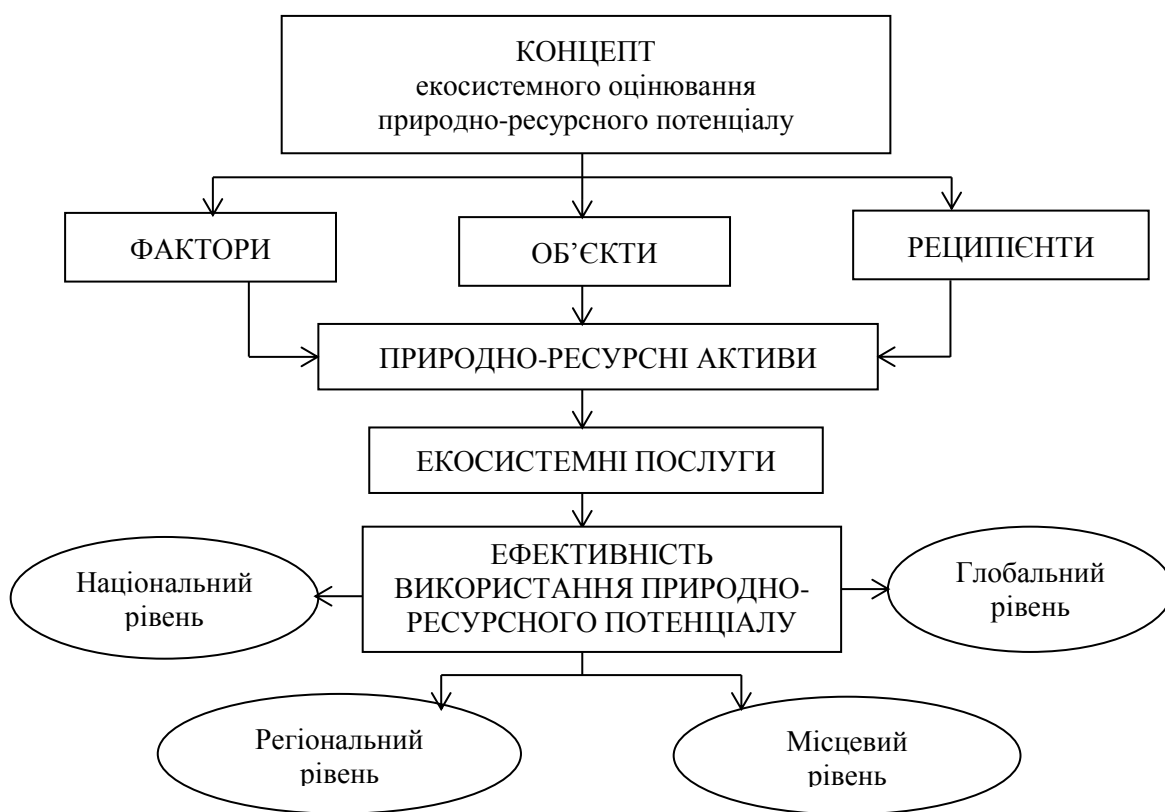 КОНЦЕПТ
екосистемного оцінювання
природно-ресурсного потенціалу
ФАКТОРИ
ОБ’ЄКТИ
РЕЦИПІЄНТИ
ПРИРОДНО-РЕСУРСНІ АКТИВИ
ЕКОСИСТЕМНІ ПОСЛУГИ
ЕФЕКТИВНІСТЬ
ВИКОРИСТАННЯ ПРИРОДНО-
РЕСУРСНОГО ПОТЕНЦІАЛУ
Національний
рівень
Глобальний
рівень
Регіональний
рівень
Місцевий
рівень